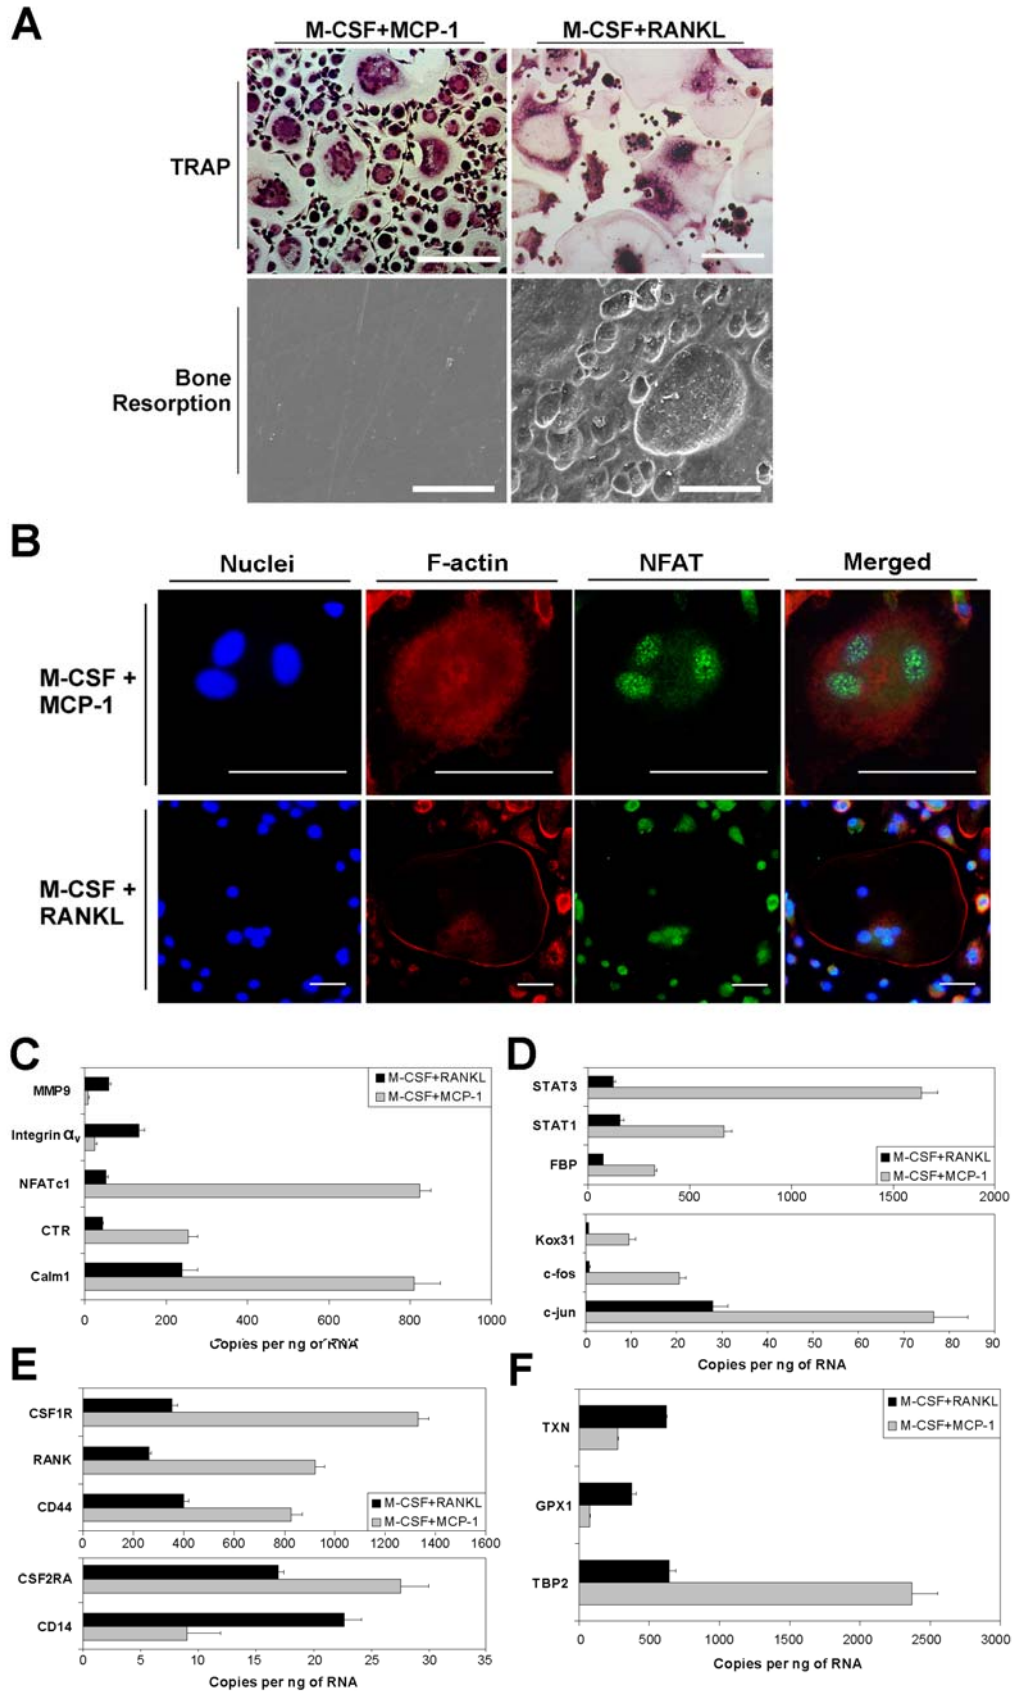 A
M-CSF+MCP-1
M-CSF+RANKL
TRAP
Bone
Resorption
B
Nuclei
F-actin
NFAT
Merged
M-CSF +
MCP-1
M-CSF +
RANKL
C
MMP9
Integrin αv
NFATc1
CTR
Calm1
M-CSF+RANKL
M-CSF+MCP-1
0 200 400 600 800 1000
Copies per ng of RNA
D
STAT3
STAT1
FBP
M-CSF+RANKL
M-CSF+MCP-1
0 500 1000 1500 2000
Kox31
c-fos
c-jun
0 10 20 30 40 50 60 70 80 90
Copies per ng of RNA
E
CSF1R
RANK
CD44
M-CSF+RANKL
M-CSF+MCP-1
0 200 400 600 800 1000 1200 1400 1600
CSF2RA
CD14
0 5 10 15 20 25 30 35
Copies per ng of RNA
F
TXN
GPX1
TBP2
M-CSF+RANKL
M-CSF+MCP-1
0 500 1000 1500 2000 2500 3000
Copies per ng of RNA